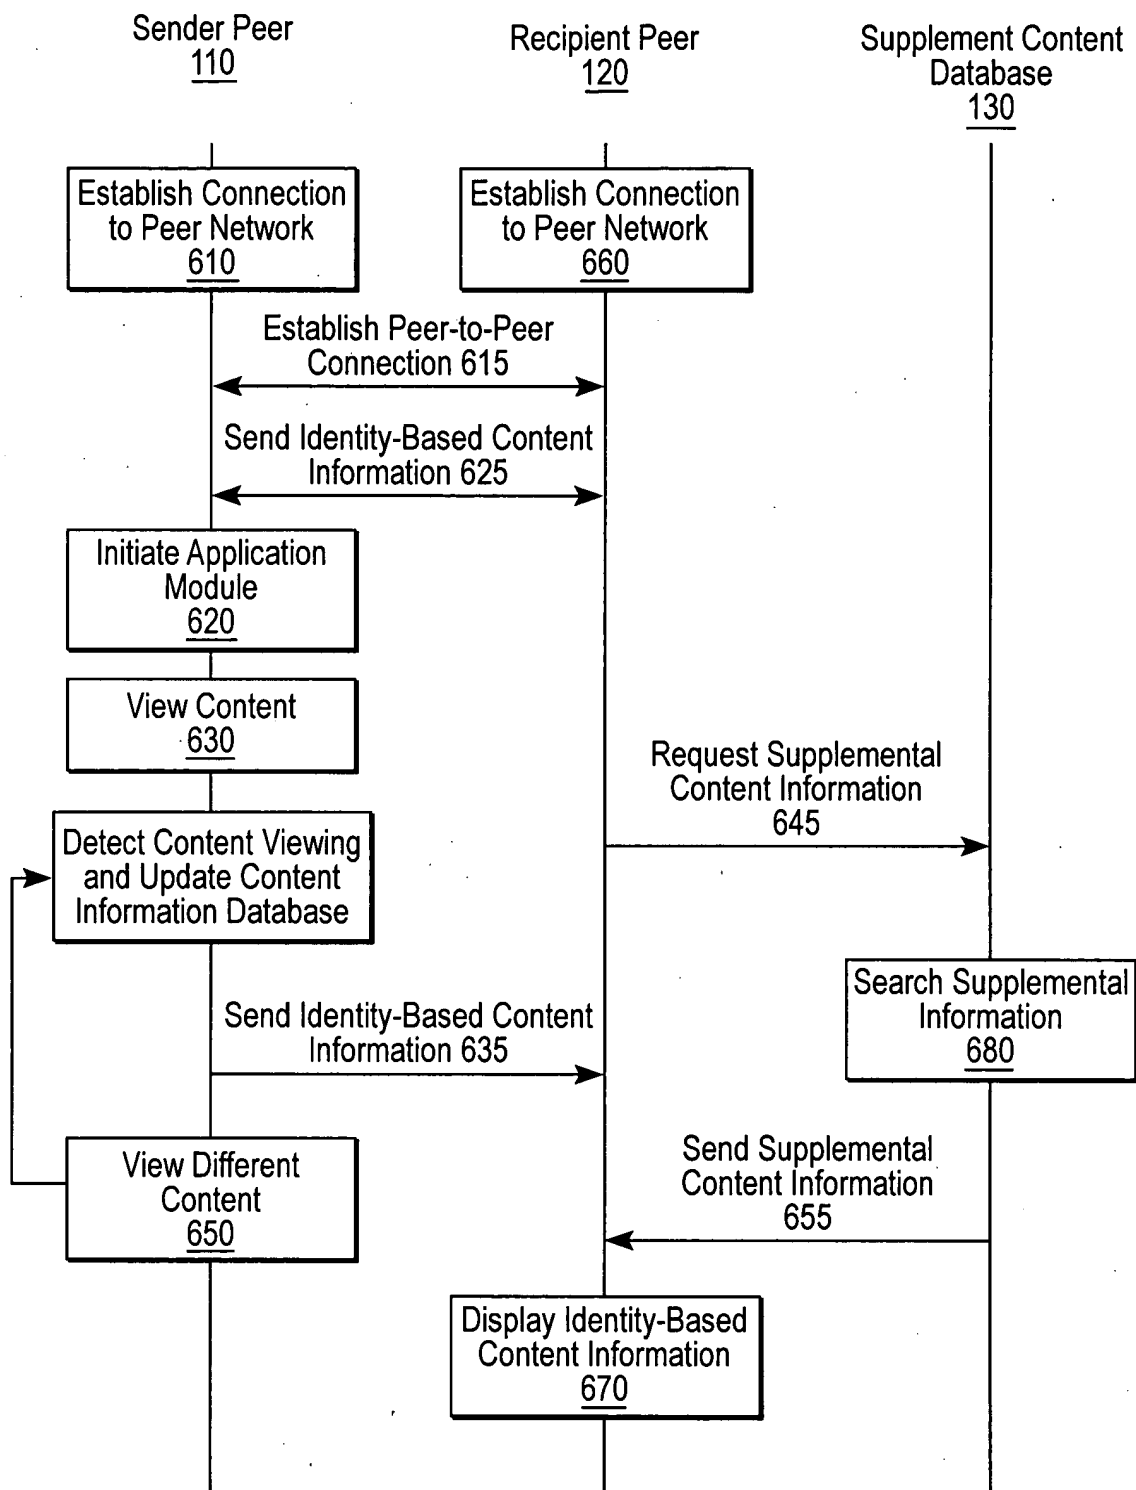 Sender Peer
110
Recipient Peer
120
Supplement Content
Database
130
Establish Connection
to Peer Network
610
Establish Connection
to Peer Network
660
Establish Peer-to-Peer
Connection 615
Send Identity-Based Content
Information 625
Initiate Application
Module
620
View Content
630
Request Supplemental
Content Information
645
Detect Content Viewing
and Update Content
Information Database
Search Supplemental
Information
680
Send Identity-Based Content
Information 635
View Different
Content
650
Send Supplemental
Content Information
655
Display Identity-Based
Content Information
670